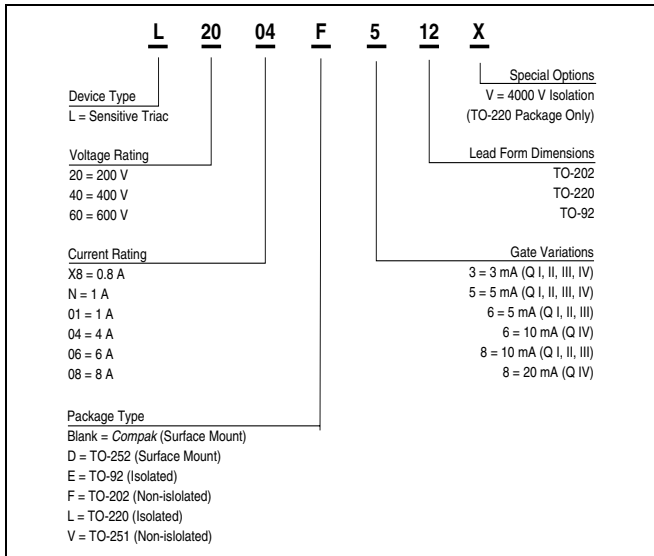 L 20 04 F 5 12 X
Device Type
L = Sensitive Triac
Voltage Rating
20 = 200 V
40 = 400 V
60 = 600 V
Current Rating
X8 = 0.8 A
N = 1 A
01 = 1 A
04 = 4 A
06 = 6 A
08 = 8 A
Package Type
Blank = Compak (Surface Mount)
D = TO-252 (Surface Mount)
E = TO-92 (Isolated)
F = TO-202 (Non-islolated)
L = TO-220 (Isolated)
V = TO-251 (Non-islolated)
Special Options
V = 4000 V Isolation
(TO-220 Package Only)
Lead Form Dimensions
TO-202
TO-220
TO-92
Gate Variations
3 = 3 mA (Q I, II, III, IV)
5 = 5 mA (Q I, II, III, IV)
6 = 5 mA (Q I, II, III)
6 = 10 mA (Q IV)
8 = 10 mA (Q I, II, III)
8 = 20 mA (Q IV)